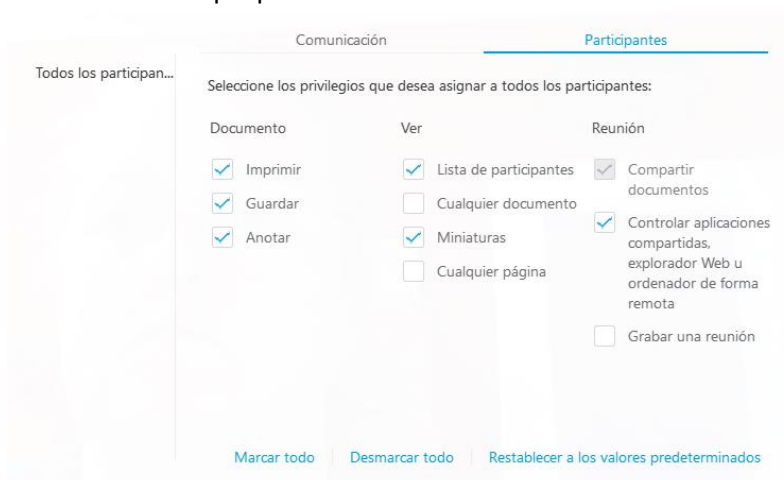 Comunicación
Participantes
Todos los participan...
Seleccione los privilegios que desea asignar a todos los participantes:
Documento
Imprimir
Guardar
Anotar
Ver
Lista de participantes
Cualquier documento
Miniaturas
Cualquier página
Reunión
Compartir
documentos
Controlar aplicaciones
compartidas,
explorador Web u
ordenador de forma
remota
Grabar una reunión
Marcar todo
Desmarcar todo
Restablecer a los valores predeterminados